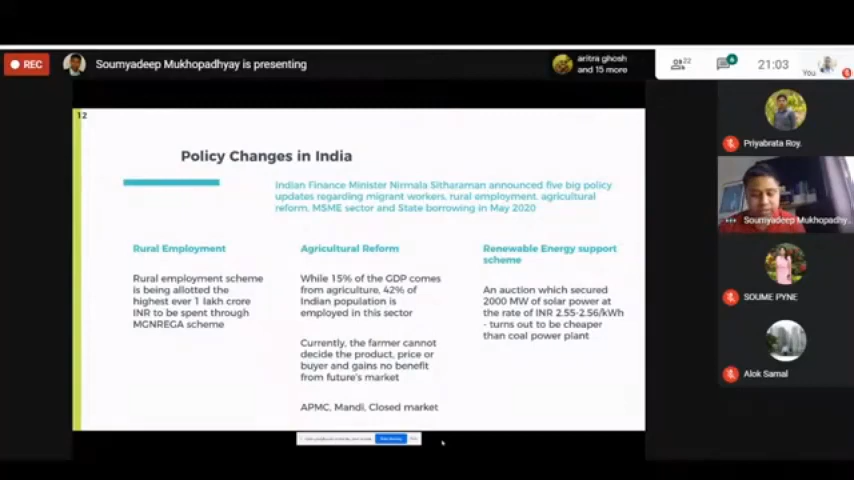 REC
Soumyadeep Mukhopadhyay is presenting
aritra ghosh
and 15 more
22
6
21:03
You
12
Policy Changes in India
Indian Finance Minister Nirmala Sitharaman announced five big policy
updates regarding migrant workers, rural employment, agricultural
reform, MSME sector and State borrowing in May 2020
Rural Employment
Rural employment scheme
is being allotted the
highest ever 1 lakh crore
INR to be spent through
MGNREGA scheme
Agricultural Reform
While 15% of the GDP comes
from agriculture, 42% of
Indian population is
employed in this sector
Currently, the farmer cannot
decide the product, price or
buyer and gains no benefit
from future's market
APMC, Mandi, Closed market
Renewable Energy support
scheme
An auction which secured
2000 MW of solar power at
the rate of INR 2.55-2.56/kWh
- turns out to be cheaper
than coal power plant
Priyabrata Roy.
Soumyadeep Mukhopadhy...
SOUME PYNE
Alok Samal